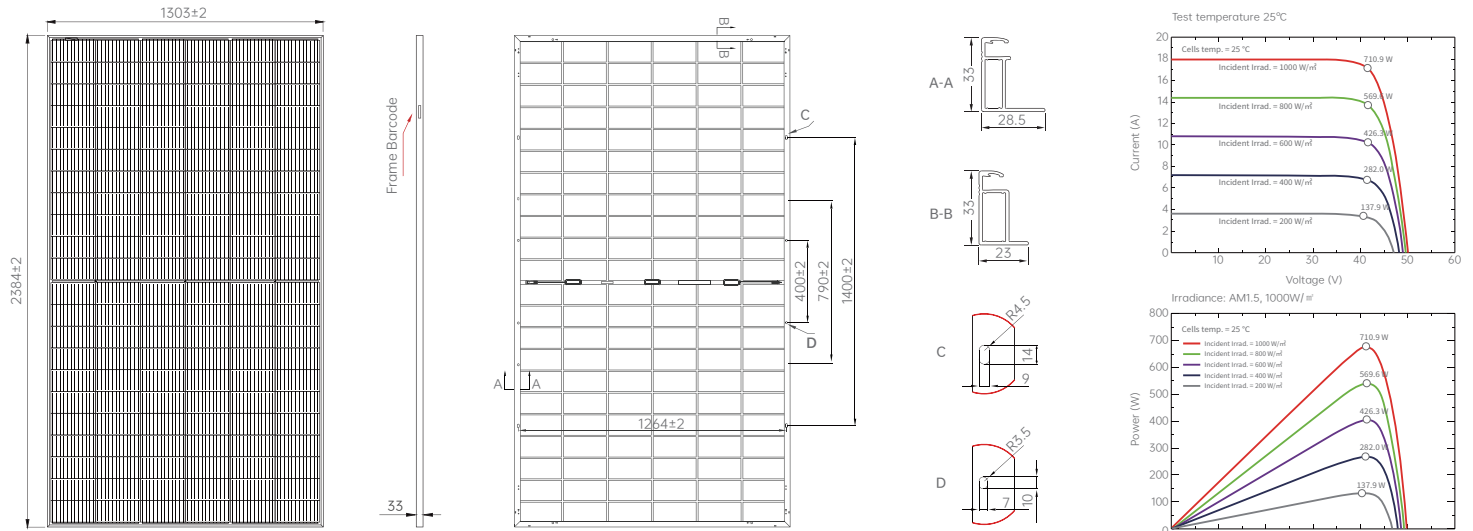 1303±2
2384±2
Frame Barcode
33
B
B
C
D
A
A
400±2
790±2
1400±2
1264±2
A-A
33
28.5
B-B
33
23
C
R4.5
14
9
D
R3.5
7
10
Test temperature 25℃
Cells temp. = 25 °C
Incident Irrad. = 1000 W/㎡
710.9 W
Incident Irrad. = 800 W/㎡
569.6 W
Incident Irrad. = 600 W/㎡
426.3 W
Incident Irrad. = 400 W/㎡
282.0 W
Incident Irrad. = 200 W/㎡
137.9 W
Current (A)
20
18
16
14
12
10
8
6
4
2
0
10
20
30
40
50
60
Voltage (V)
Irradiance: AM1.5, 1000W/㎡
Cells temp. = 25 °C
Incident Irrad. = 1000 W/㎡
Incident Irrad. = 800 W/㎡
Incident Irrad. = 600 W/㎡
Incident Irrad. = 400 W/㎡
Incident Irrad. = 200 W/㎡
710.9 W
569.6 W
426.3 W
282.0 W
137.9 W
Power (W)
800
700
600
500
400
300
200
100
0